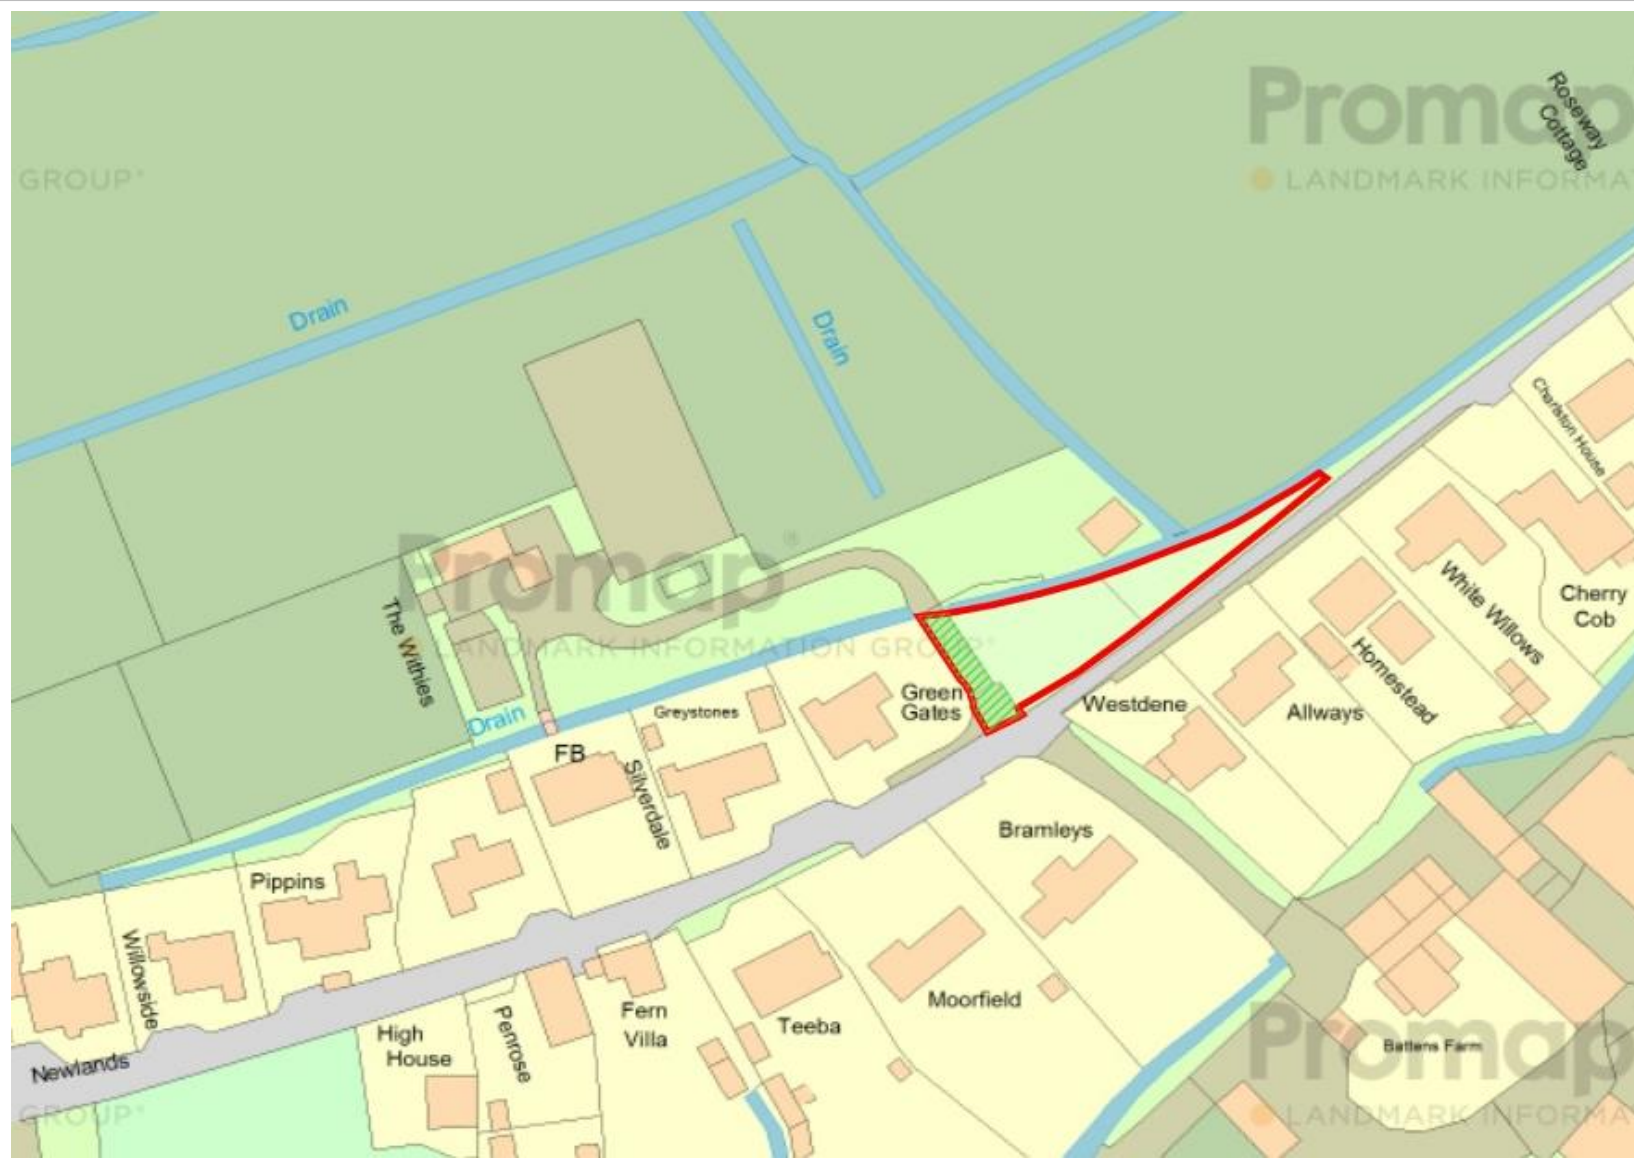 Promap
LANDMARK INFORMA
GROUP
Roseway
Cottage
Drain
Drain
Charlston House
Promap
LANDMARK INFORMATION GROUP
The Withies
White Willows
Cherry
Cob
Homestead
Green
Gates
Westdene
Allways
Greystones
Drain
FB
Silverdale
Bramleys
Pippins
Willowside
Moorfield
Fern
Villa
Teeba
High
House
Penrose
Newlands
Battens Farm
Promap
LANDMARK INFORMA
GROUP